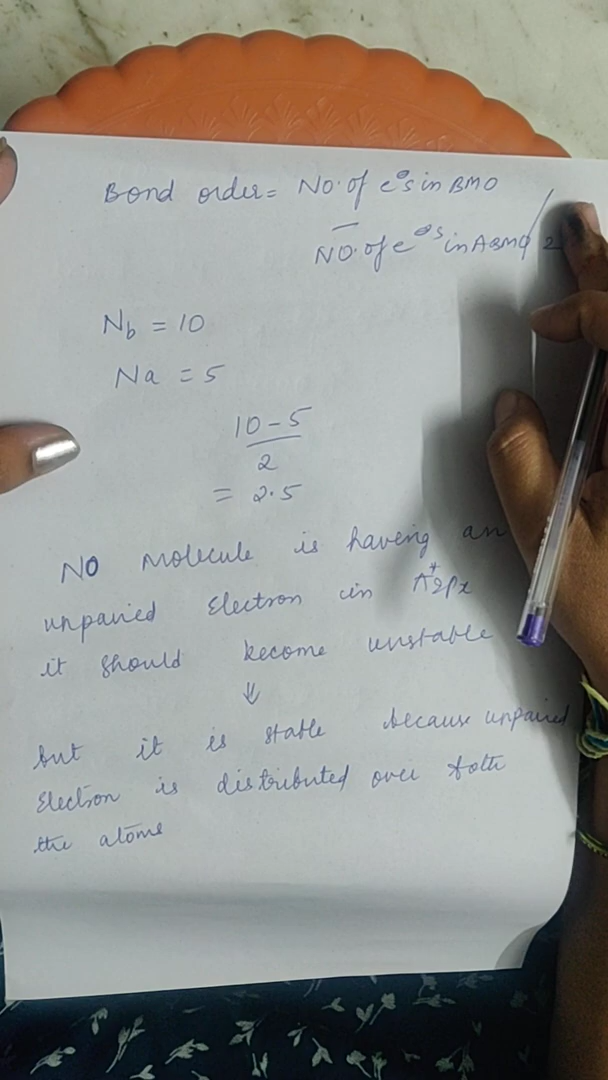 Bond order = No. of e⁰s in BMO
− No. of e⁰s in ABMO / 2
Nb = 10
Na = 5
10 - 5
2
= 2.5
NO molecule is having an
unpaired Electron in π*2px
it should become unstable
⇓
but it is stable because unpaired
Electron is distributed over both
the atoms